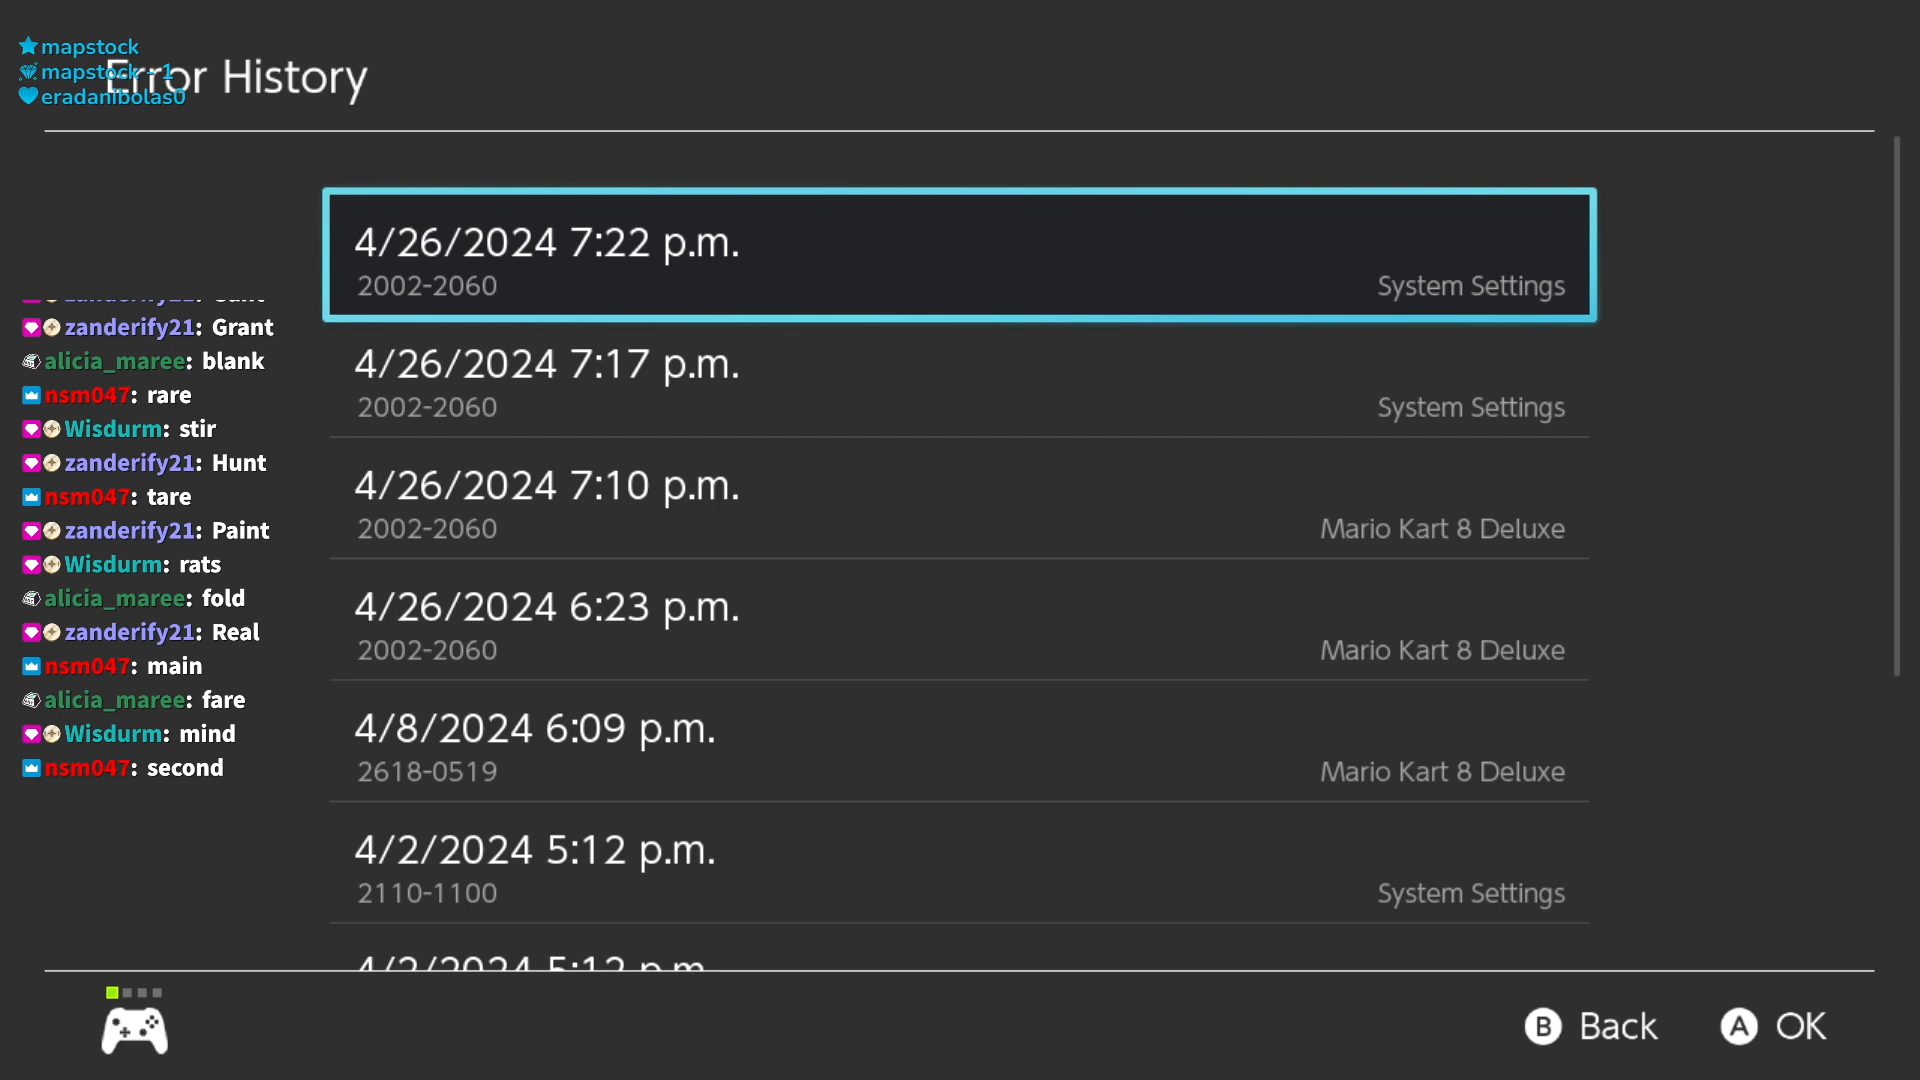 mapstock
mapstock - 1
eradanibolas0
Error History
4/26/2024 7:22 p.m.
2002-2060
System Settings
4/26/2024 7:17 p.m.
2002-2060
System Settings
4/26/2024 7:10 p.m.
2002-2060
Mario Kart 8 Deluxe
4/26/2024 6:23 p.m.
2002-2060
Mario Kart 8 Deluxe
4/8/2024 6:09 p.m.
2618-0519
Mario Kart 8 Deluxe
4/2/2024 5:12 p.m.
2110-1100
System Settings
4/2/2024 5:12 p.m.
zanderify21: Grant
alicia_maree: blank
nsm047: rare
Wisdurm: stir
zanderify21: Hunt
nsm047: tare
zanderify21: Paint
Wisdurm: rats
alicia_maree: fold
zanderify21: Real
nsm047: main
alicia_maree: fare
Wisdurm: mind
nsm047: second
B Back
A OK